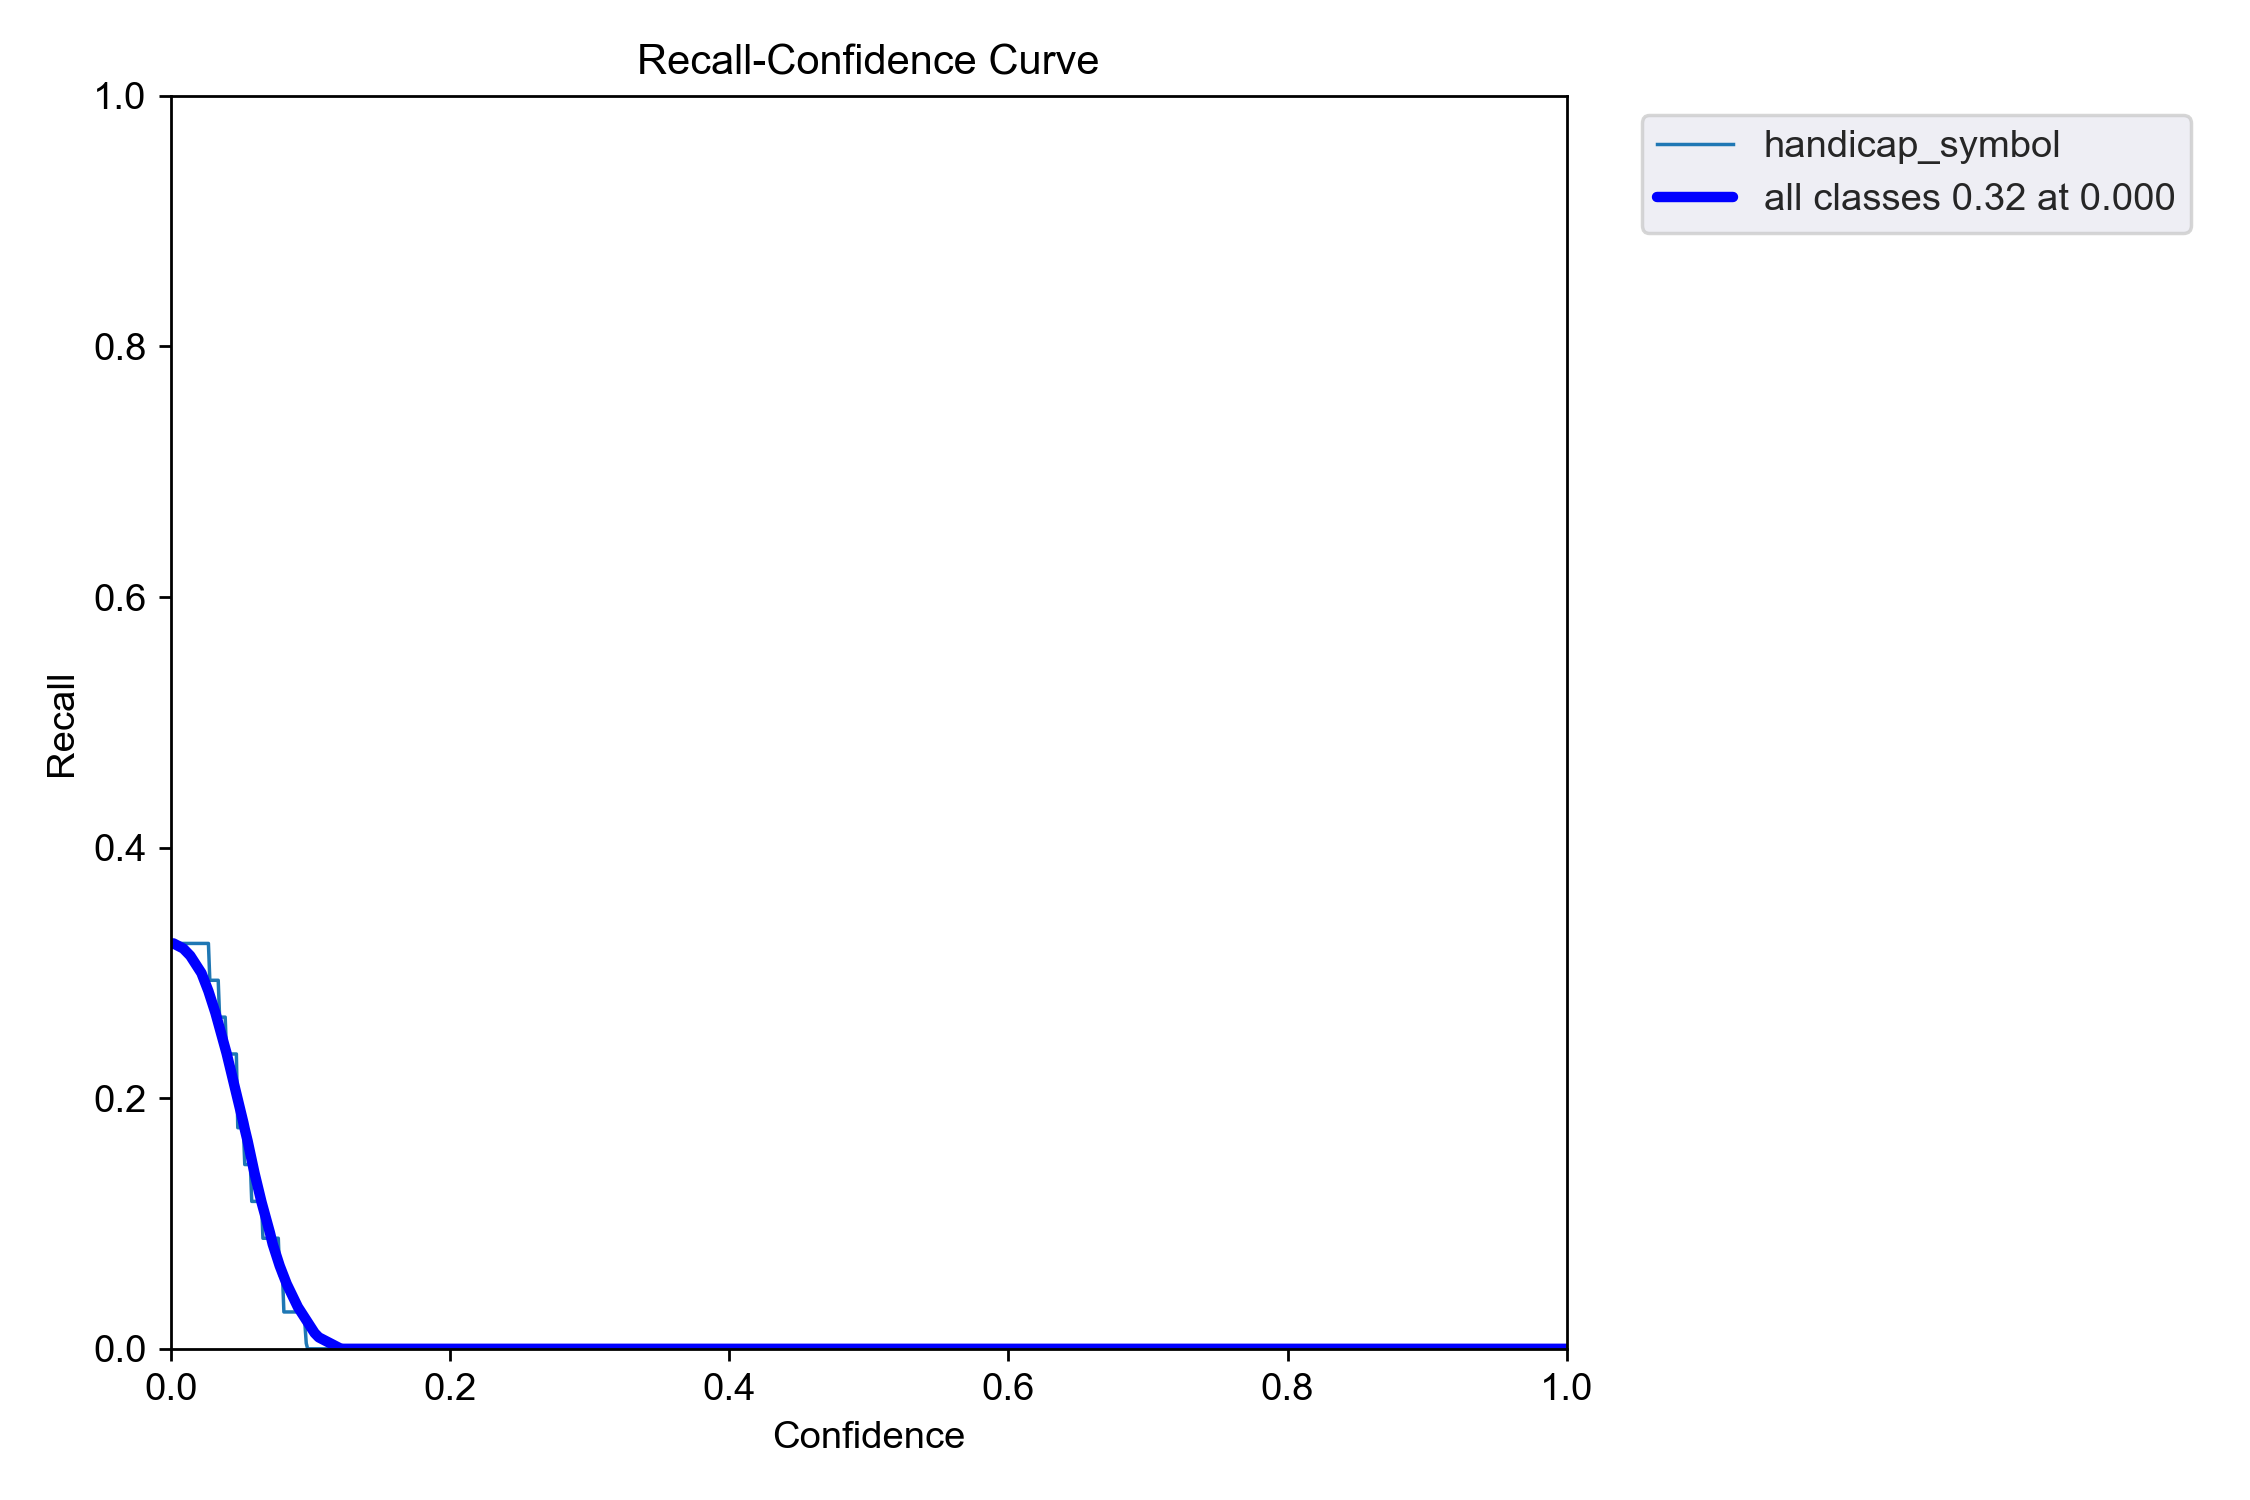 Recall-Confidence Curve
1.0
0.8
0.6
0.4
0.2
0.0
Recall
0.0 0.2 0.4 0.6 0.8 1.0
Confidence
handicap_symbol
all classes 0.32 at 0.000